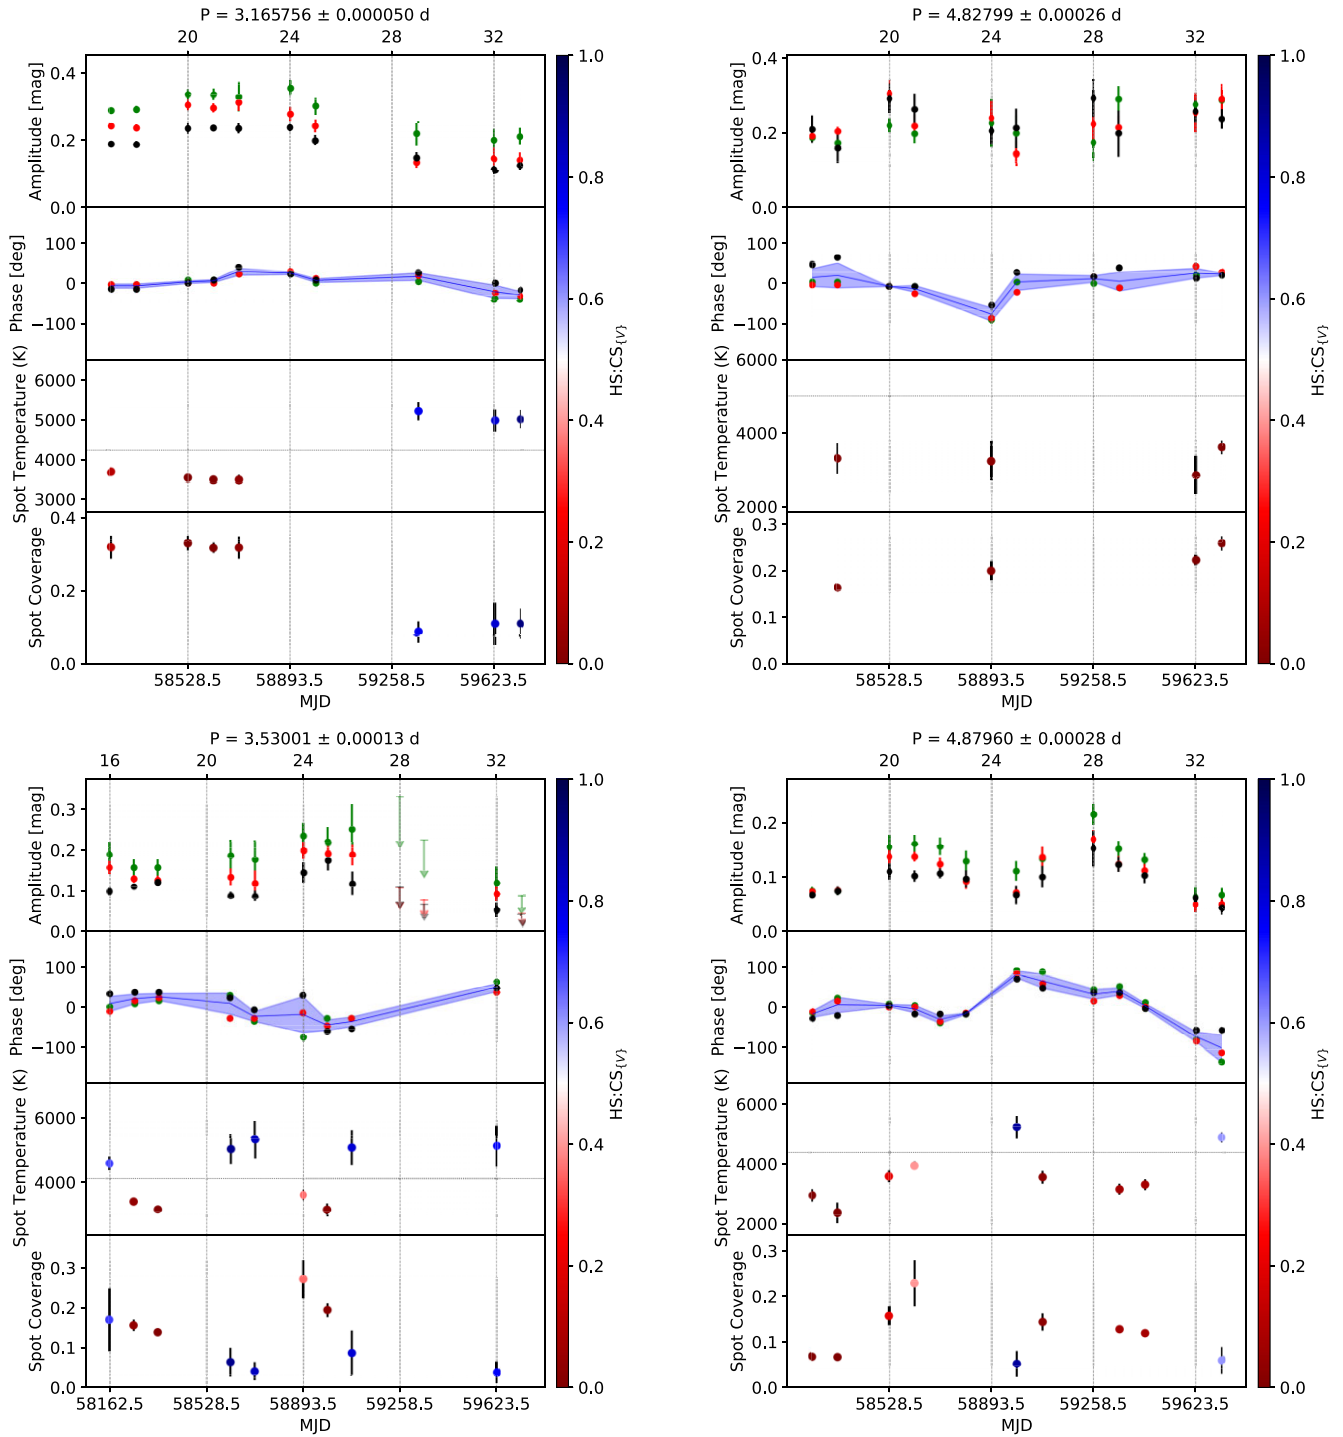 P = 3.165756 ± 0.000050 d
20 24 28 32
0.4
0.2
0.0
Amplitude [mag]
100
0
−100
Phase [deg]
6000
5000
4000
3000
Spot Temperature (K)
0.4
0.2
0.0
Spot Coverage
58528.5 58893.5 59258.5 59623.5
MJD
1.0
0.8
0.6
0.4
0.2
0.0
HS:CS{V}
P = 4.82799 ± 0.00026 d
20 24 28 32
0.4
0.2
0.0
Amplitude [mag]
100
0
−100
Phase [deg]
6000
4000
2000
Spot Temperature (K)
0.3
0.2
0.1
0.0
Spot Coverage
58528.5 58893.5 59258.5 59623.5
MJD
1.0
0.8
0.6
0.4
0.2
0.0
HS:CS{V}
P = 3.53001 ± 0.00013 d
16 20 24 28 32
0.3
0.2
0.1
0.0
Amplitude [mag]
100
0
−100
Phase [deg]
6000
4000
Spot Temperature (K)
0.3
0.2
0.1
0.0
Spot Coverage
58162.5 58528.5 58893.5 59258.5 59623.5
MJD
1.0
0.8
0.6
0.4
0.2
0.0
HS:CS{V}
P = 4.87960 ± 0.00028 d
20 24 28 32
0.2
0.1
0.0
Amplitude [mag]
100
0
−100
Phase [deg]
6000
4000
2000
Spot Temperature (K)
0.3
0.2
0.1
0.0
Spot Coverage
58528.5 58893.5 59258.5 59623.5
MJD
1.0
0.8
0.6
0.4
0.2
0.0
HS:CS{V}